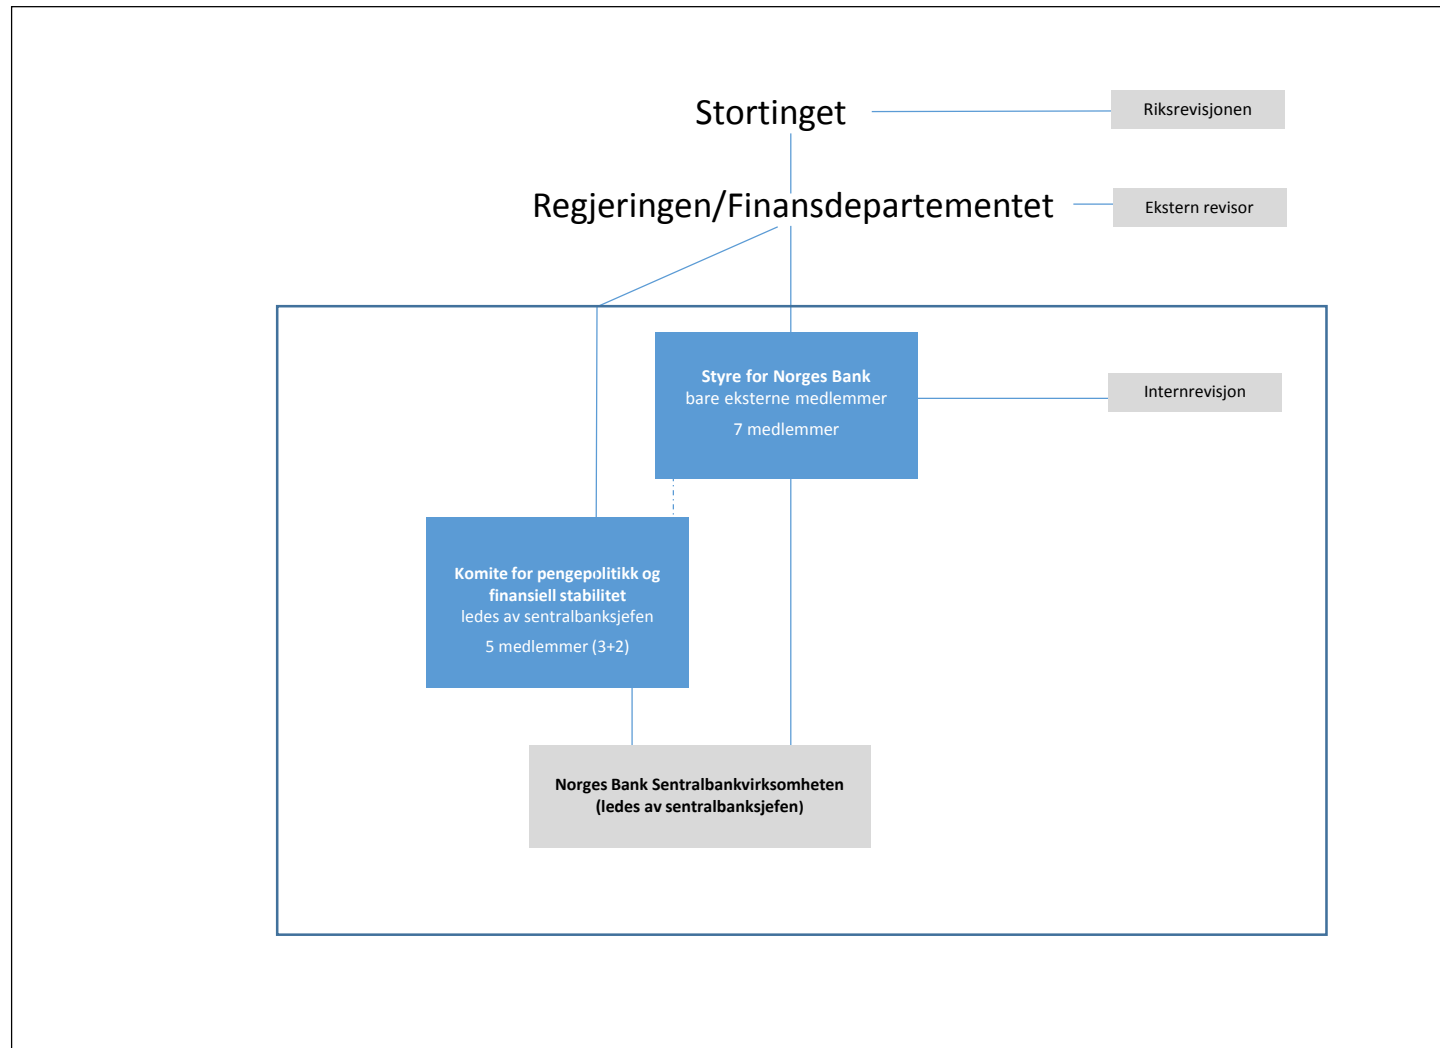 Stortinget
Riksrevisjonen
Regjeringen/Finansdepartementet
Ekstern revisor
Styre for Norges Bank
bare eksterne medlemmer
7 medlemmer
Internrevisjon
Komite for pengepolitikk og
finansiell stabilitet
ledes av sentralbanksjefen
5 medlemmer (3+2)
Norges Bank Sentralbankvirksomheten
(ledes av sentralbanksjefen)